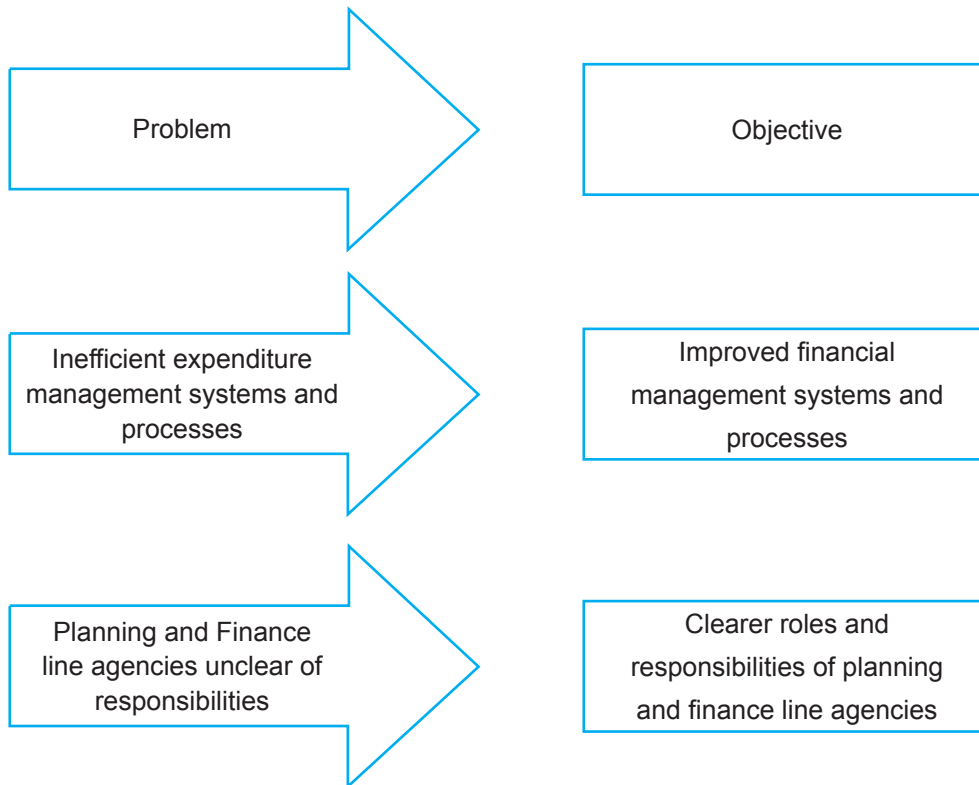 Problem
Objective
Inefficient expenditure
management systems and
processes
Improved financial
management systems and
processes
Planning and Finance
line agencies unclear of
responsibilities
Clearer roles and
responsibilities of planning
and finance line agencies